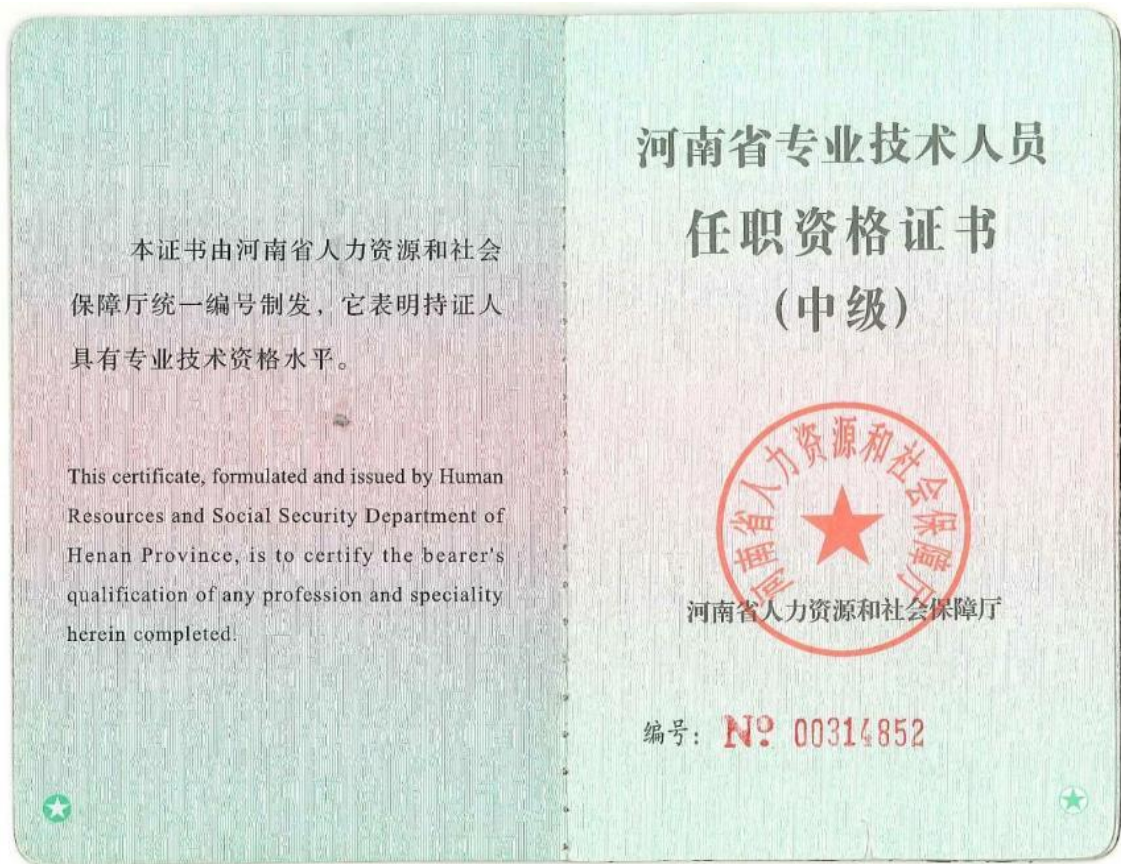 本证书由河南省人力资源和社会
保障厅统一编号制发，它表明持证人
具有专业技术资格水平。
This certificate, formulated and issued by Human
Resources and Social Security Department of
Henan Province, is to certify the bearer's
qualification of any profession and speciality
herein completed.
河南省专业技术人员
任职资格证书
(中级)
河南省人力资源和社会保障厅
河南省人力资源和社会保障厅
编号: Nº 00314852